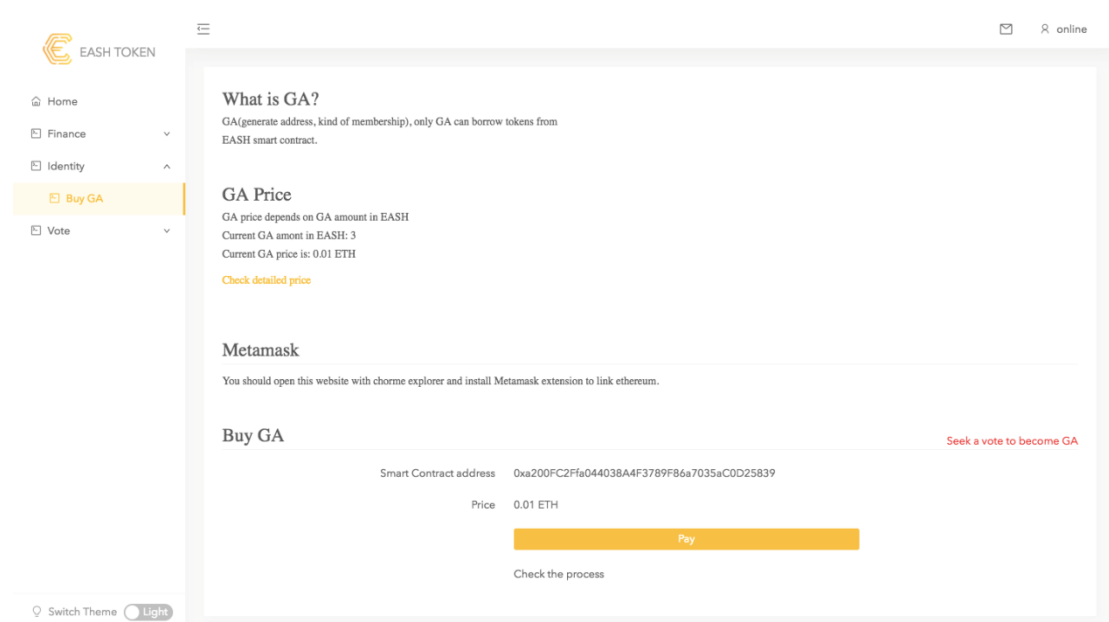 EASH TOKEN
online
Home
Finance
Identity
Buy GA
Vote
What is GA?
GA(generate address, kind of membership), only GA can borrow tokens from
EASH smart contract.
GA Price
GA price depends on GA amount in EASH
Current GA amont in EASH: 3
Current GA price is: 0.01 ETH
Check detailed price
Metamask
You should open this website with chorme explorer and install Metamask extension to link ethereum.
Buy GA
Seek a vote to become GA
Smart Contract address 0xa200FC2Ffa044038A4F3789F86a7035aC0D25839
Price 0.01 ETH
Pay
Check the process
Switch Theme Light